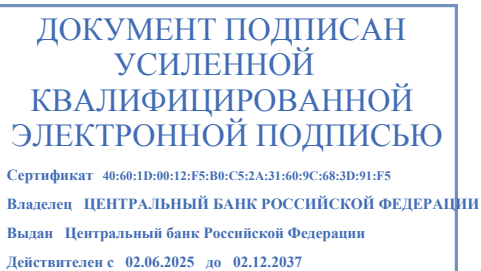 ДОКУМЕНТ ПОДПИСАН
УСИЛЕННОЙ
КВАЛИФИЦИРОВАННОЙ
ЭЛЕКТРОННОЙ ПОДПИСЬЮ
Сертификат 40:60:1D:00:12:F5:B0:C5:2A:31:60:9C:68:3D:91:F5
Владелец ЦЕНТРАЛЬНЫЙ БАНК РОССИЙСКОЙ ФЕДЕРАЦИИ
Выдан Центральный банк Российской Федерации
Действителен с 02.06.2025 до 02.12.2037